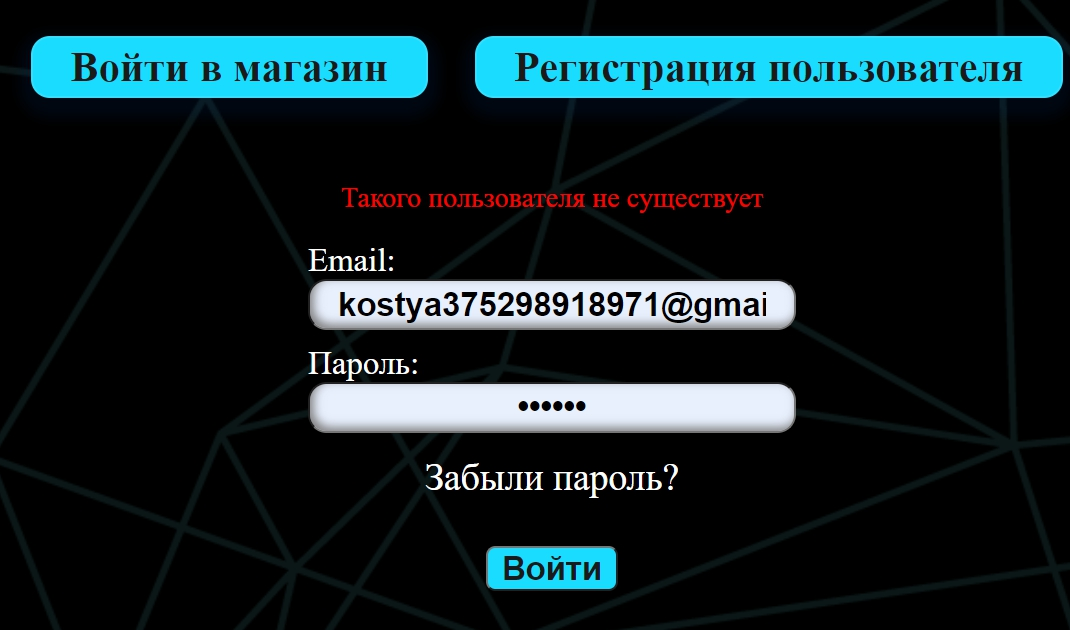 Войти в магазин
Регистрация пользователя
Такого пользователя не существует
Email:
kostya375298918971@gmai
Пароль:
••••••
Забыли пароль?
Войти